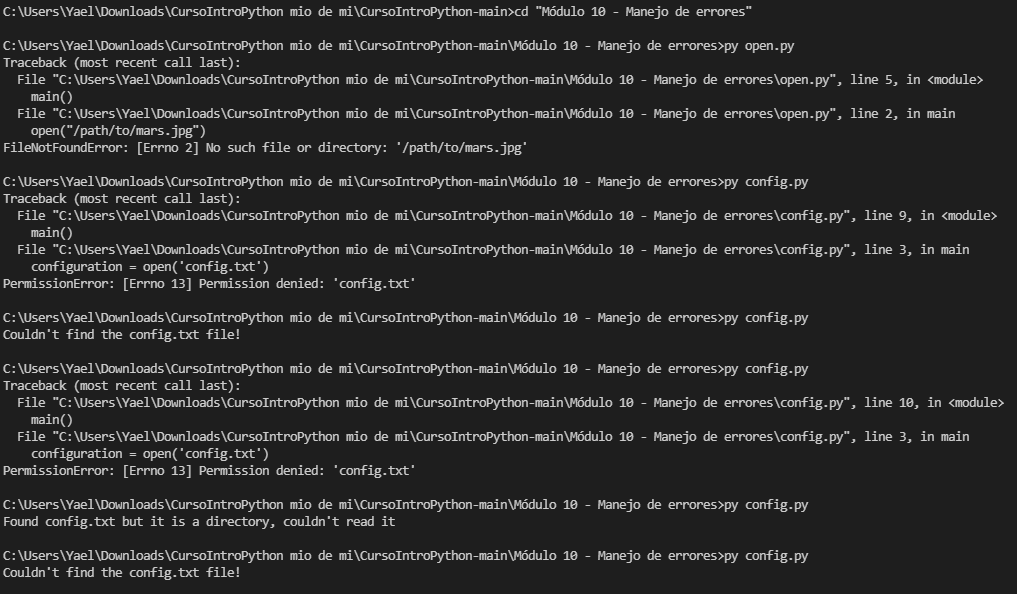 C:\Users\Yael\Downloads\CursoIntroPython mio de mi\CursoIntroPython-main>cd "Módulo 10 - Manejo de errores"
C:\Users\Yael\Downloads\CursoIntroPython mio de mi\CursoIntroPython-main\Módulo 10 - Manejo de errores>py open.py
Traceback (most recent call last):
  File "C:\Users\Yael\Downloads\CursoIntroPython mio de mi\CursoIntroPython-main\Módulo 10 - Manejo de errores\open.py", line 5, in <module>
    main()
  File "C:\Users\Yael\Downloads\CursoIntroPython mio de mi\CursoIntroPython-main\Módulo 10 - Manejo de errores\open.py", line 2, in main
    open("/path/to/mars.jpg")
FileNotFoundError: [Errno 2] No such file or directory: '/path/to/mars.jpg'
C:\Users\Yael\Downloads\CursoIntroPython mio de mi\CursoIntroPython-main\Módulo 10 - Manejo de errores>py config.py
Traceback (most recent call last):
  File "C:\Users\Yael\Downloads\CursoIntroPython mio de mi\CursoIntroPython-main\Módulo 10 - Manejo de errores\config.py", line 9, in <module>
    main()
  File "C:\Users\Yael\Downloads\CursoIntroPython mio de mi\CursoIntroPython-main\Módulo 10 - Manejo de errores\config.py", line 3, in main
    configuration = open('config.txt')
PermissionError: [Errno 13] Permission denied: 'config.txt'
C:\Users\Yael\Downloads\CursoIntroPython mio de mi\CursoIntroPython-main\Módulo 10 - Manejo de errores>py config.py
Couldn't find the config.txt file!
C:\Users\Yael\Downloads\CursoIntroPython mio de mi\CursoIntroPython-main\Módulo 10 - Manejo de errores>py config.py
Traceback (most recent call last):
  File "C:\Users\Yael\Downloads\CursoIntroPython mio de mi\CursoIntroPython-main\Módulo 10 - Manejo de errores\config.py", line 10, in <module>
    main()
  File "C:\Users\Yael\Downloads\CursoIntroPython mio de mi\CursoIntroPython-main\Módulo 10 - Manejo de errores\config.py", line 3, in main
    configuration = open('config.txt')
PermissionError: [Errno 13] Permission denied: 'config.txt'
C:\Users\Yael\Downloads\CursoIntroPython mio de mi\CursoIntroPython-main\Módulo 10 - Manejo de errores>py config.py
Found config.txt but it is a directory, couldn't read it
C:\Users\Yael\Downloads\CursoIntroPython mio de mi\CursoIntroPython-main\Módulo 10 - Manejo de errores>py config.py
Couldn't find the config.txt file!